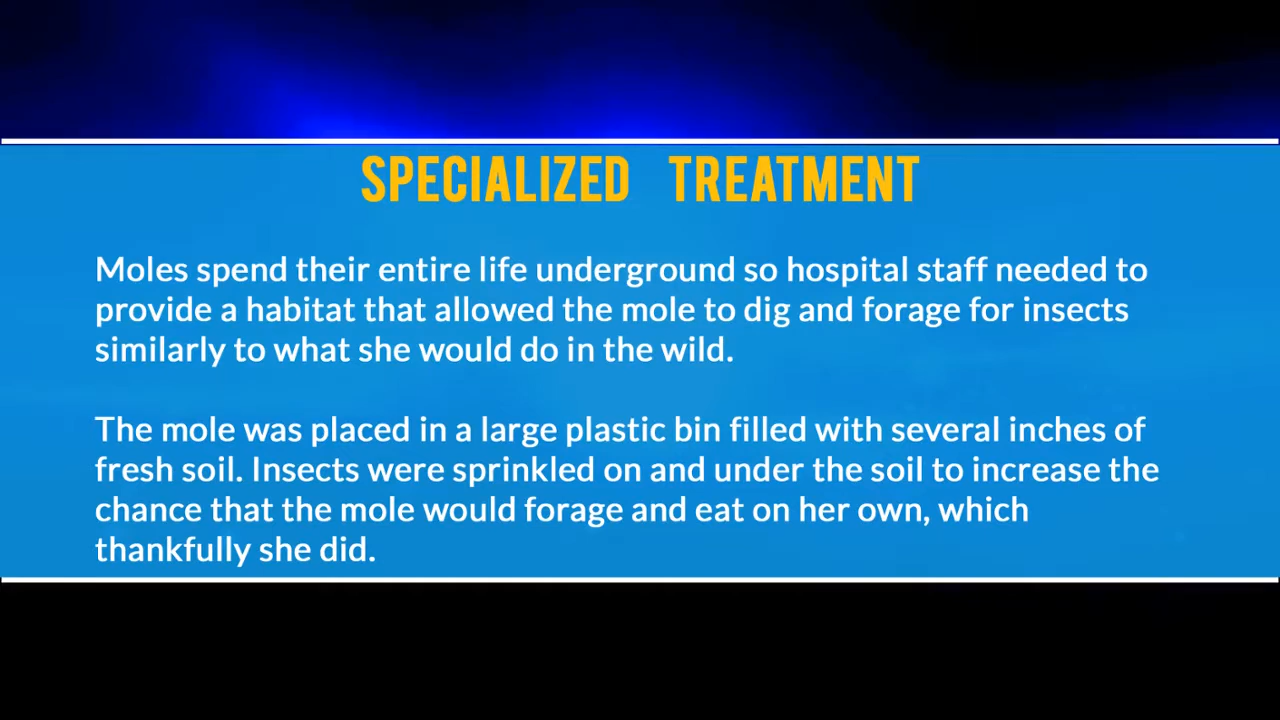 SPECIALIZED TREATMENT
Moles spend their entire life underground so hospital staff needed to
provide a habitat that allowed the mole to dig and forage for insects
similarly to what she would do in the wild.
The mole was placed in a large plastic bin filled with several inches of
fresh soil. Insects were sprinkled on and under the soil to increase the
chance that the mole would forage and eat on her own, which
thankfully she did.